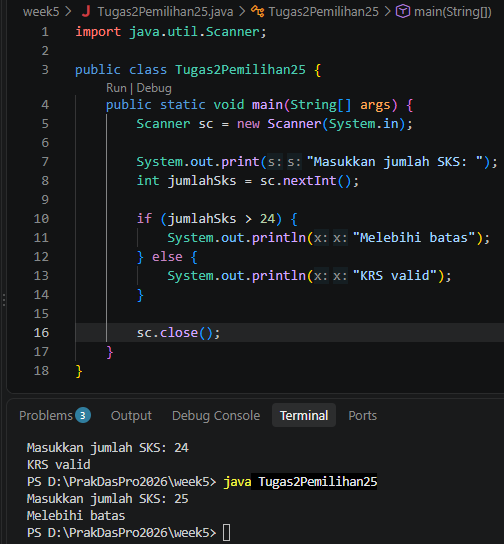 week5 > J Tugas2Pemilihan25.java > Tugas2Pemilihan25 > main(String[])
1 import java.util.Scanner;
2
3 public class Tugas2Pemilihan25 {
Run | Debug
4 public static void main(String[] args) {
5 Scanner sc = new Scanner(System.in);
6
7 System.out.print(s: s: "Masukkan jumlah SKS: ");
8 int jumlahSks = sc.nextInt();
9
10 if (jumlahSks > 24) {
11 System.out.println(x: x: "Melebihi batas");
12 } else {
13 System.out.println(x: x: "KRS valid");
14 }
15
16 sc.close();
17 }
18 }
Problems 3 Output Debug Console Terminal Ports
Masukkan jumlah SKS: 24
KRS valid
PS D:\PrakDasPro2026\week5> java Tugas2Pemilihan25
Masukkan jumlah SKS: 25
Melebihi batas
PS D:\PrakDasPro2026\week5>